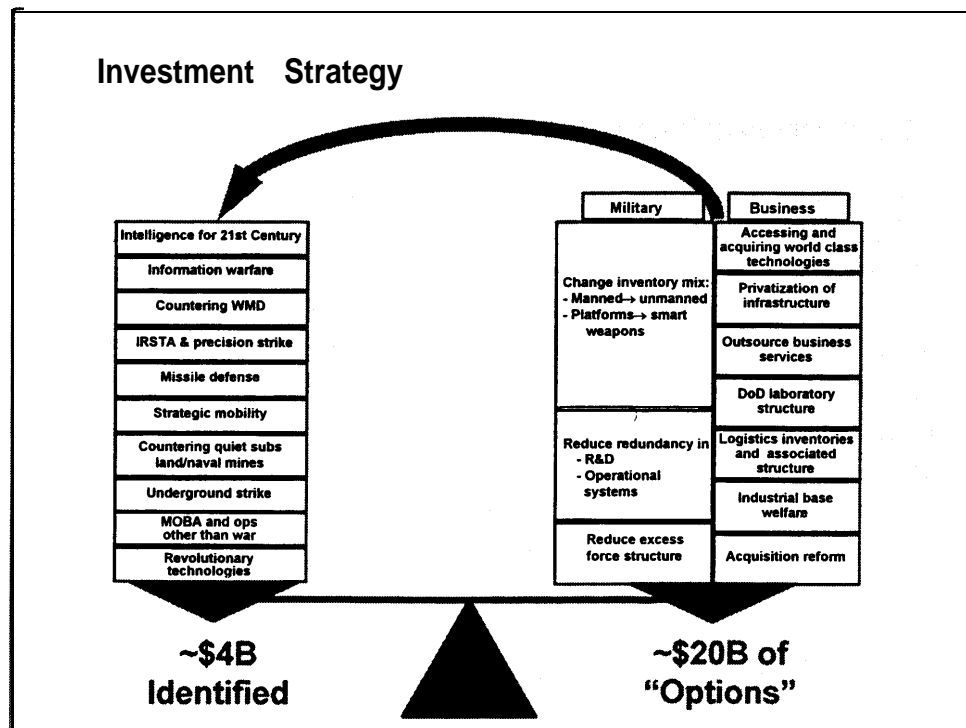 Investment Strategy
Intelligence for 21st Century
Information warfare
Countering WMD
IRSTA & precision strike
Missile defense
Strategic mobility
Countering quiet subs
land/naval mines
Underground strike
MOBA and ops
other than war
Revolutionary
technologies
~$4B
Identified
Military
Change inventory mix:
- Manned→ unmanned
- Platforms→ smart
weapons
Reduce redundancy in
- R&D
- Operational
systems
Reduce excess
force structure
Business
Accessing and
acquiring world class
technologies
Privatization of
infrastructure
Outsource business
services
DoD laboratory
structure
Logistics inventories
and associated
structure
Industrial base
welfare
Acquisition reform
~$20B of
“Options”